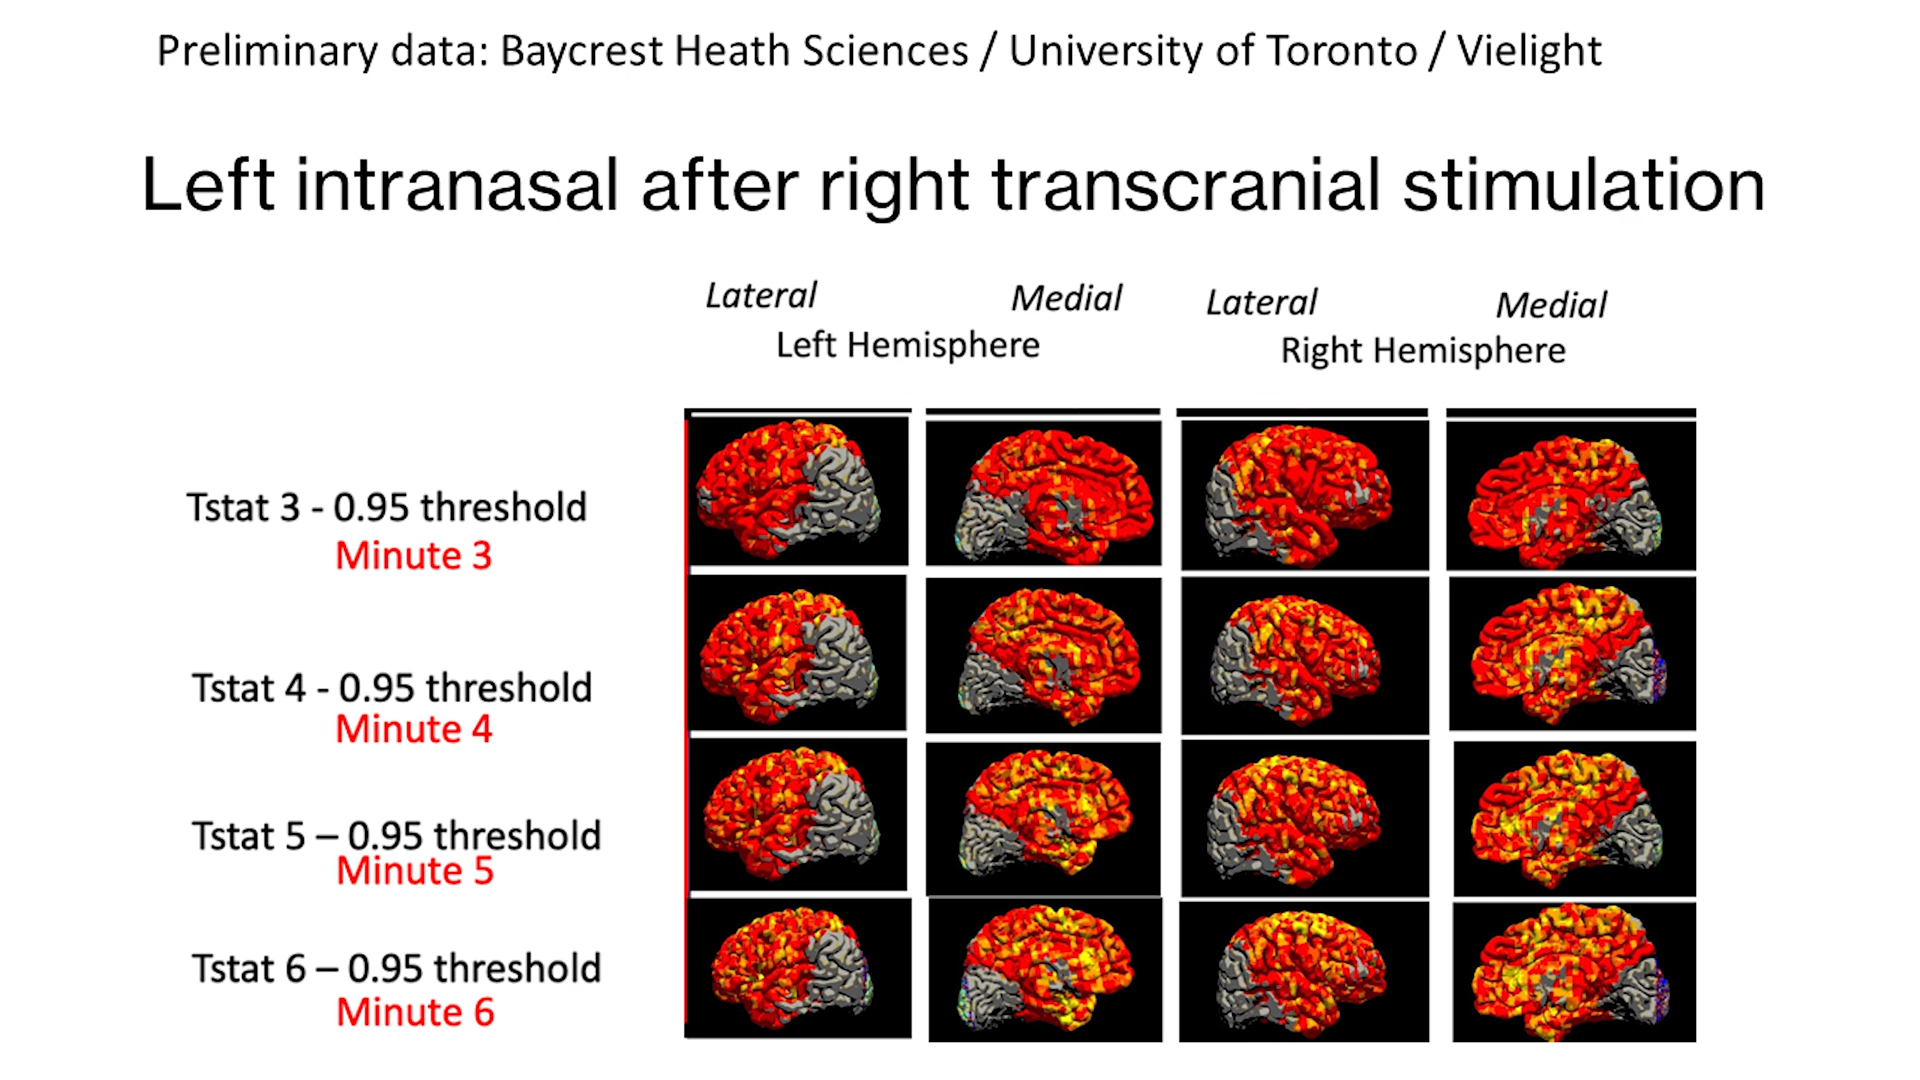 Preliminary data: Baycrest Heath Sciences / University of Toronto / Vielight
Left intranasal after right transcranial stimulation
Lateral Medial Lateral Medial
Left Hemisphere Right Hemisphere
Tstat 3 - 0.95 threshold
Minute 3
Tstat 4 - 0.95 threshold
Minute 4
Tstat 5 – 0.95 threshold
Minute 5
Tstat 6 – 0.95 threshold
Minute 6